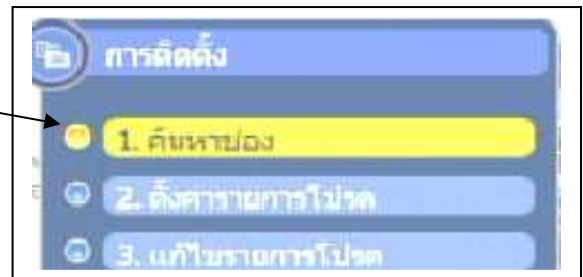 การติดตั้ง
1. ค้นหาช่อง
2. ตั้งค่ารายการโปรด
3. แก้ไขรายการโปรด